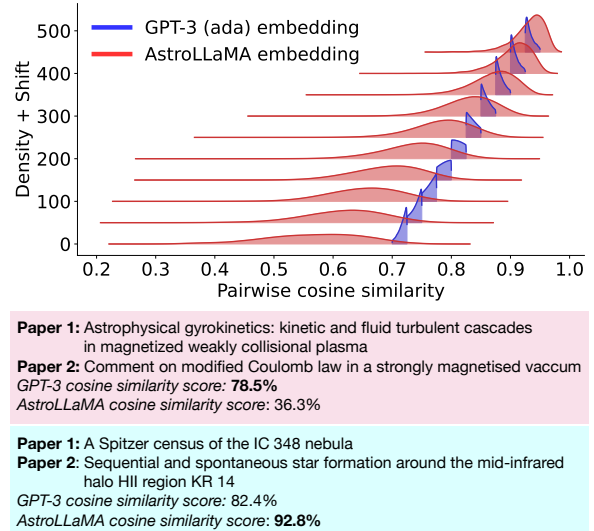 GPT-3 (ada) embedding
AstroLLaMA embedding
Density + Shift
500
400
300
200
100
0
0.2 0.3 0.4 0.5 0.6 0.7 0.8 0.9 1.0
Pairwise cosine similarity
Paper 1: Astrophysical gyrokinetics: kinetic and fluid turbulent cascades
in magnetized weakly collisional plasma
Paper 2: Comment on modified Coulomb law in a strongly magnetised vaccum
GPT-3 cosine similarity score: 78.5%
AstroLLaMA cosine similarity score: 36.3%
Paper 1: A Spitzer census of the IC 348 nebula
Paper 2: Sequential and spontaneous star formation around the mid-infrared
halo HII region KR 14
GPT-3 cosine similarity score: 82.4%
AstroLLaMA cosine similarity score: 92.8%